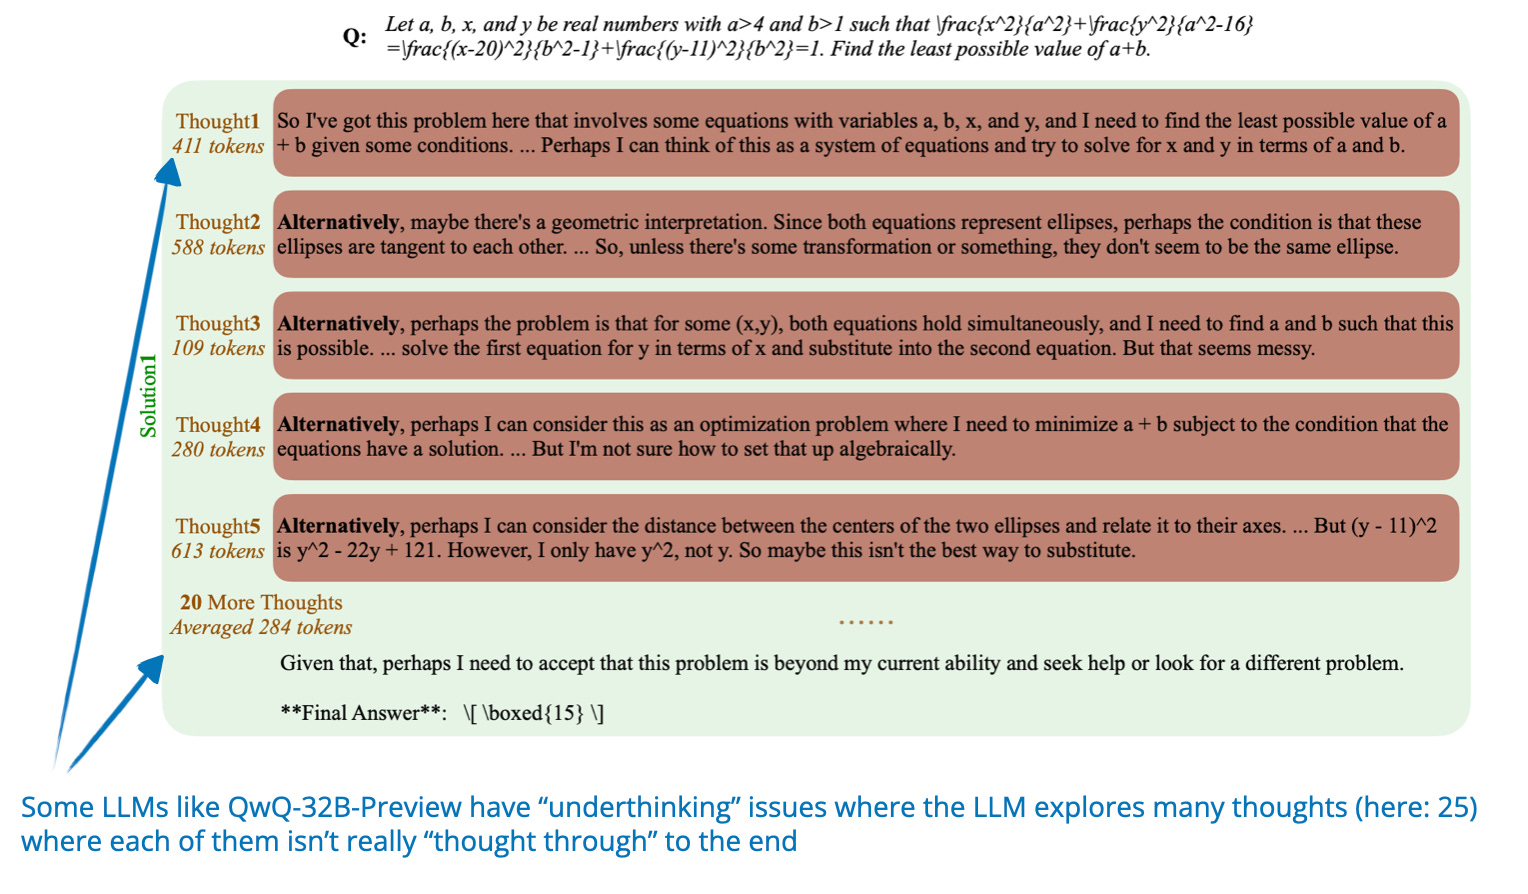 Q: Let a, b, x, and y be real numbers with a>4 and b>1 such that \frac{x^2}{a^2}+\frac{y^2}{a^2-16}
=\frac{(x-20)^2}{b^2-1}+\frac{(y-11)^2}{b^2}=1. Find the least possible value of a+b.
Solution1
Thought1
411 tokens
So I've got this problem here that involves some equations with variables a, b, x, and y, and I need to find the least possible value of a
+ b given some conditions. ... Perhaps I can think of this as a system of equations and try to solve for x and y in terms of a and b.
Thought2
588 tokens
Alternatively, maybe there's a geometric interpretation. Since both equations represent ellipses, perhaps the condition is that these
ellipses are tangent to each other. ... So, unless there's some transformation or something, they don't seem to be the same ellipse.
Thought3
109 tokens
Alternatively, perhaps the problem is that for some (x,y), both equations hold simultaneously, and I need to find a and b such that this
is possible. ... solve the first equation for y in terms of x and substitute into the second equation. But that seems messy.
Thought4
280 tokens
Alternatively, perhaps I can consider this as an optimization problem where I need to minimize a + b subject to the condition that the
equations have a solution. ... But I'm not sure how to set that up algebraically.
Thought5
613 tokens
Alternatively, perhaps I can consider the distance between the centers of the two ellipses and relate it to their axes. ... But (y - 11)^2
is y^2 - 22y + 121. However, I only have y^2, not y. So maybe this isn't the best way to substitute.
20 More Thoughts
Averaged 284 tokens
......
Given that, perhaps I need to accept that this problem is beyond my current ability and seek help or look for a different problem.
**Final Answer**: \[ \boxed{15} \]
Some LLMs like QwQ-32B-Preview have “underthinking” issues where the LLM explores many thoughts (here: 25)
where each of them isn’t really “thought through” to the end